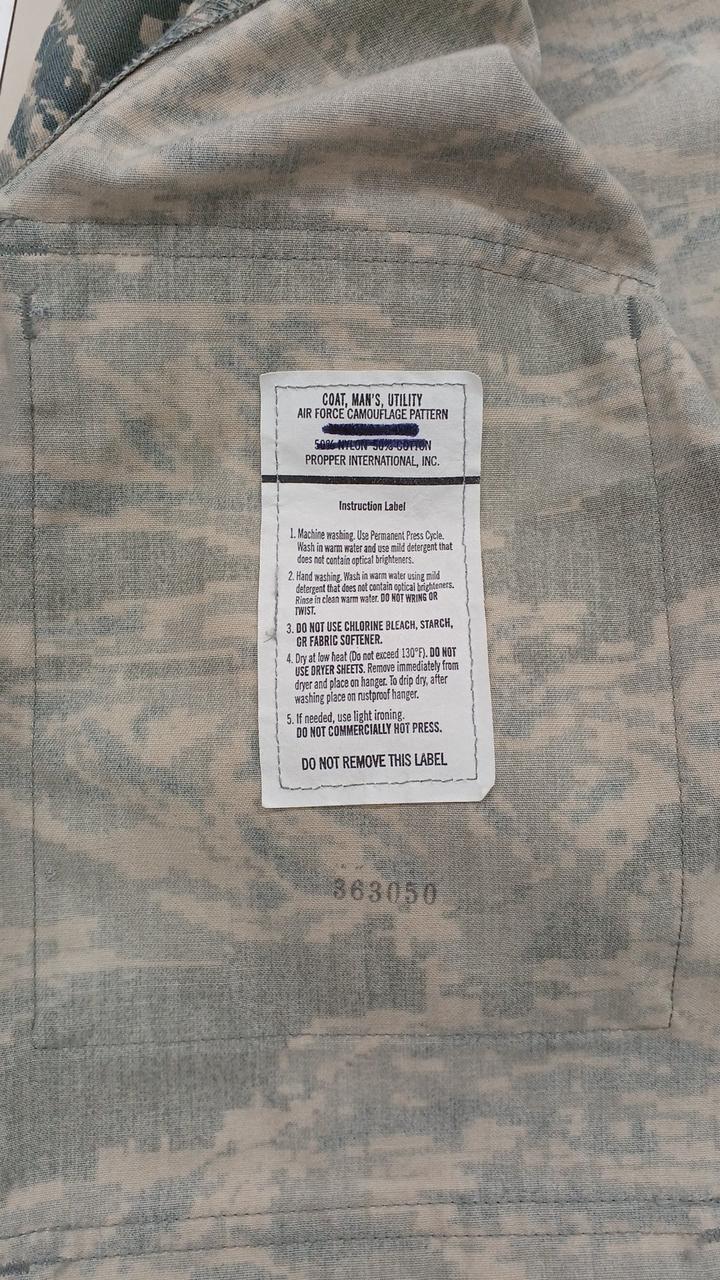 COAT, MAN'S, UTILITY
AIR FORCE CAMOUFLAGE PATTERN
50% NYLON 50% COTTON
PROPPER INTERNATIONAL, INC.
Instruction Label
1. Machine washing. Use Permanent Press Cycle.
Wash in warm water and use mild detergent that
does not contain optical brighteners.
2. Hand washing. Wash in warm water using mild
detergent that does not contain optical brighteners.
Rinse in clean warm water. DO NOT WRING OR
TWIST.
3. DO NOT USE CHLORINE BLEACH, STARCH,
OR FABRIC SOFTENER.
4. Dry at low heat (Do not exceed 130°F). DO NOT
USE DRYER SHEETS. Remove immediately from
dryer and place on hanger. To drip dry, after
washing place on rustproof hanger.
5. If needed, use light ironing.
DO NOT COMMERCIALLY HOT PRESS.
DO NOT REMOVE THIS LABEL
363050